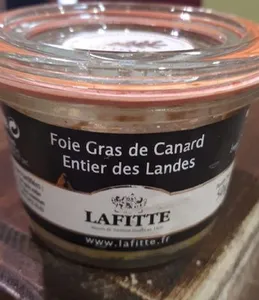 Foie Gras de Canard
Entier des Landes
LAFITTE
www.lafitte.fr